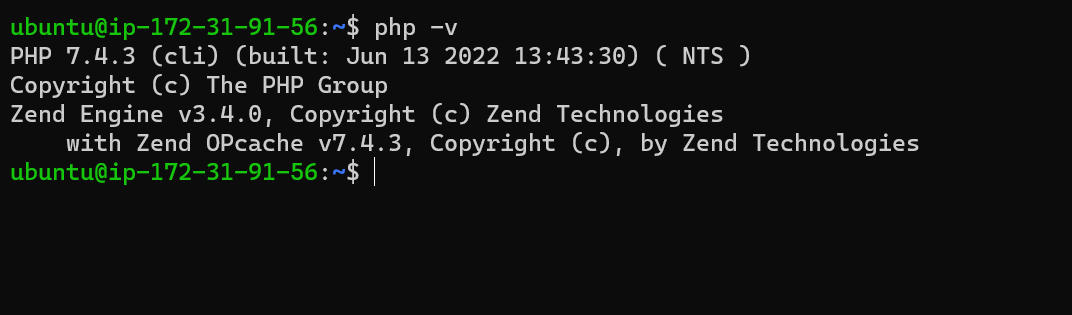 ubuntu@ip-172-31-91-56:~$ php -v
PHP 7.4.3 (cli) (built: Jun 13 2022 13:43:30) ( NTS )
Copyright (c) The PHP Group
Zend Engine v3.4.0, Copyright (c) Zend Technologies
    with Zend OPcache v7.4.3, Copyright (c), by Zend Technologies
ubuntu@ip-172-31-91-56:~$